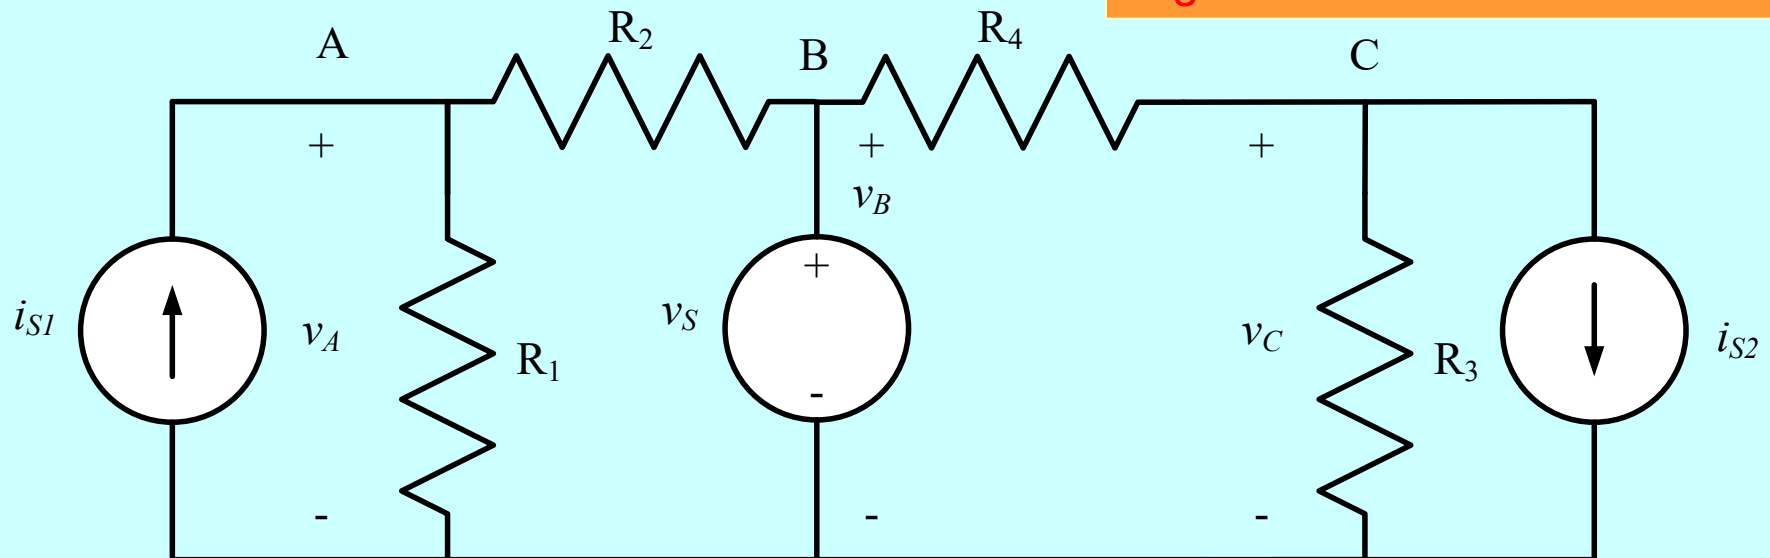 R2
R4
A
B
C
+
+
+
vB
+
iS1
vA
vS
vC
iS2
R1
R3
-
-
-
-